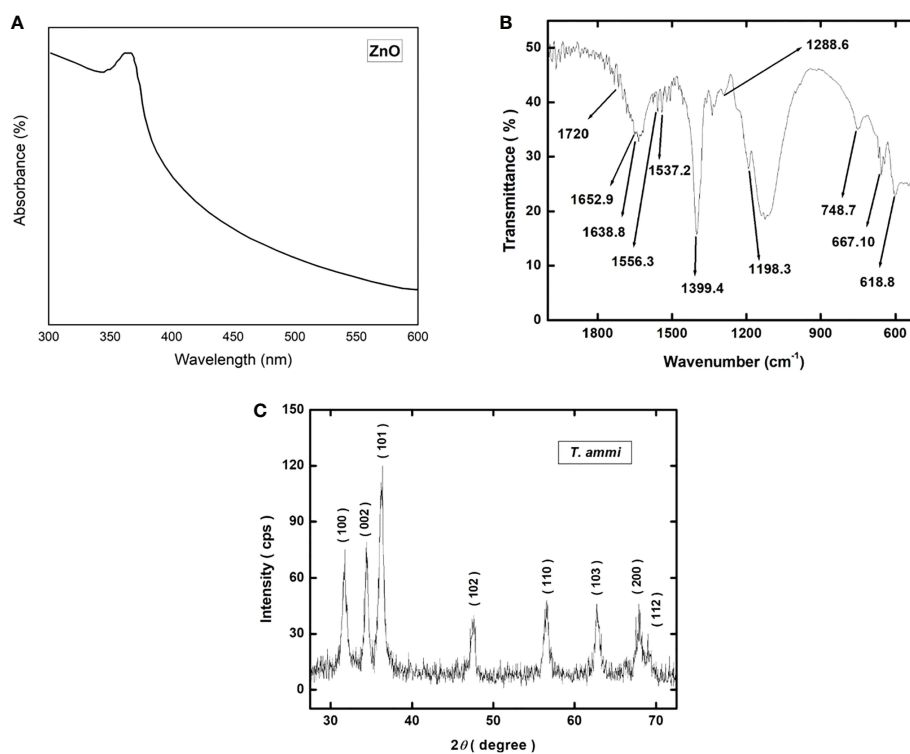 A
ZnO
Absorbance (%)
300 350 400 450 500 550 600
Wavelength (nm)
B
50
40
30
20
10
0
Transmittance ( % )
1288.6
1720
1652.9
1638.8
1556.3
1537.2
1399.4
1198.3
748.7
667.10
618.8
1800 1500 1200 900 600
Wavenumber (cm-1)
C
150
120
90
60
30
0
Intensity ( cps )
T. ammi
( 100 )
( 002 )
( 101 )
( 102 )
( 110 )
( 103 )
( 200 )
( 112 )
30 40 50 60 70
2θ ( degree )